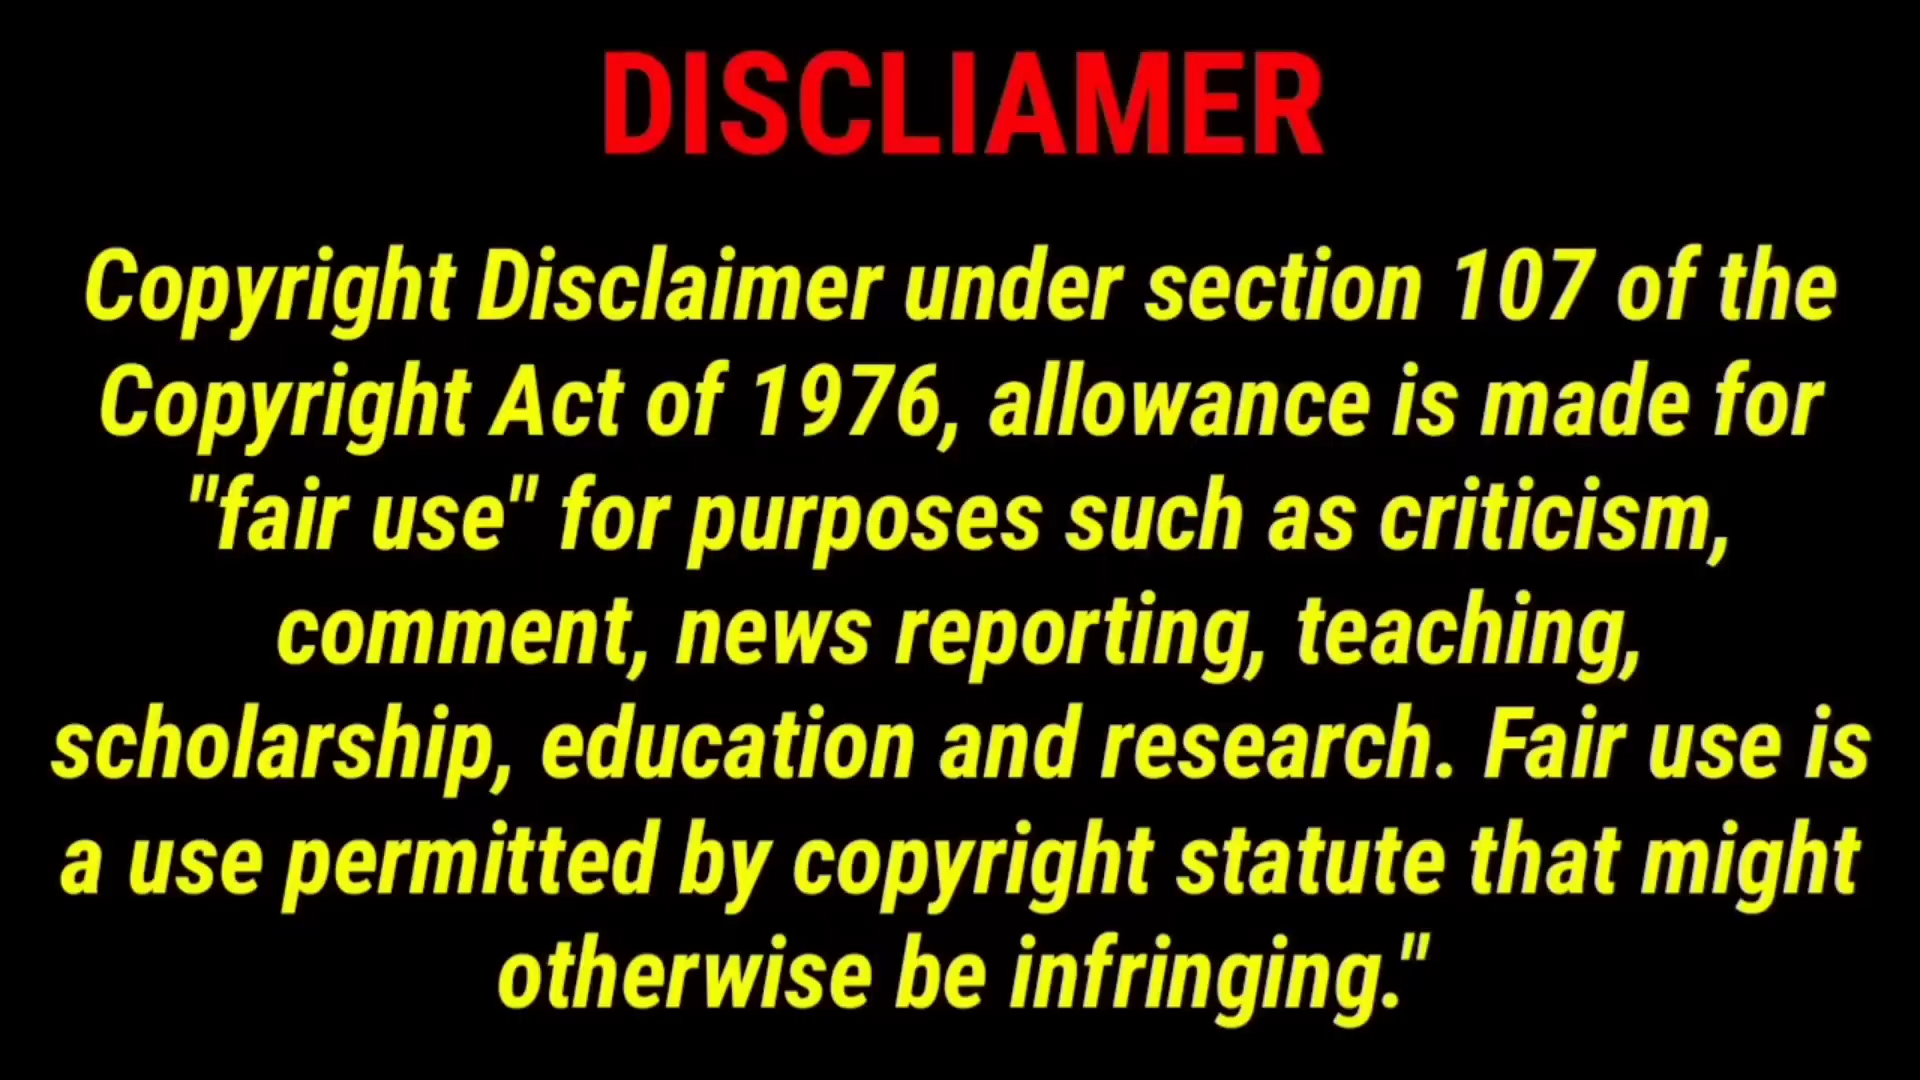 DISCLIAMER
Copyright Disclaimer under section 107 of the
Copyright Act of 1976, allowance is made for
"fair use" for purposes such as criticism,
comment, news reporting, teaching,
scholarship, education and research. Fair use is
a use permitted by copyright statute that might
otherwise be infringing."